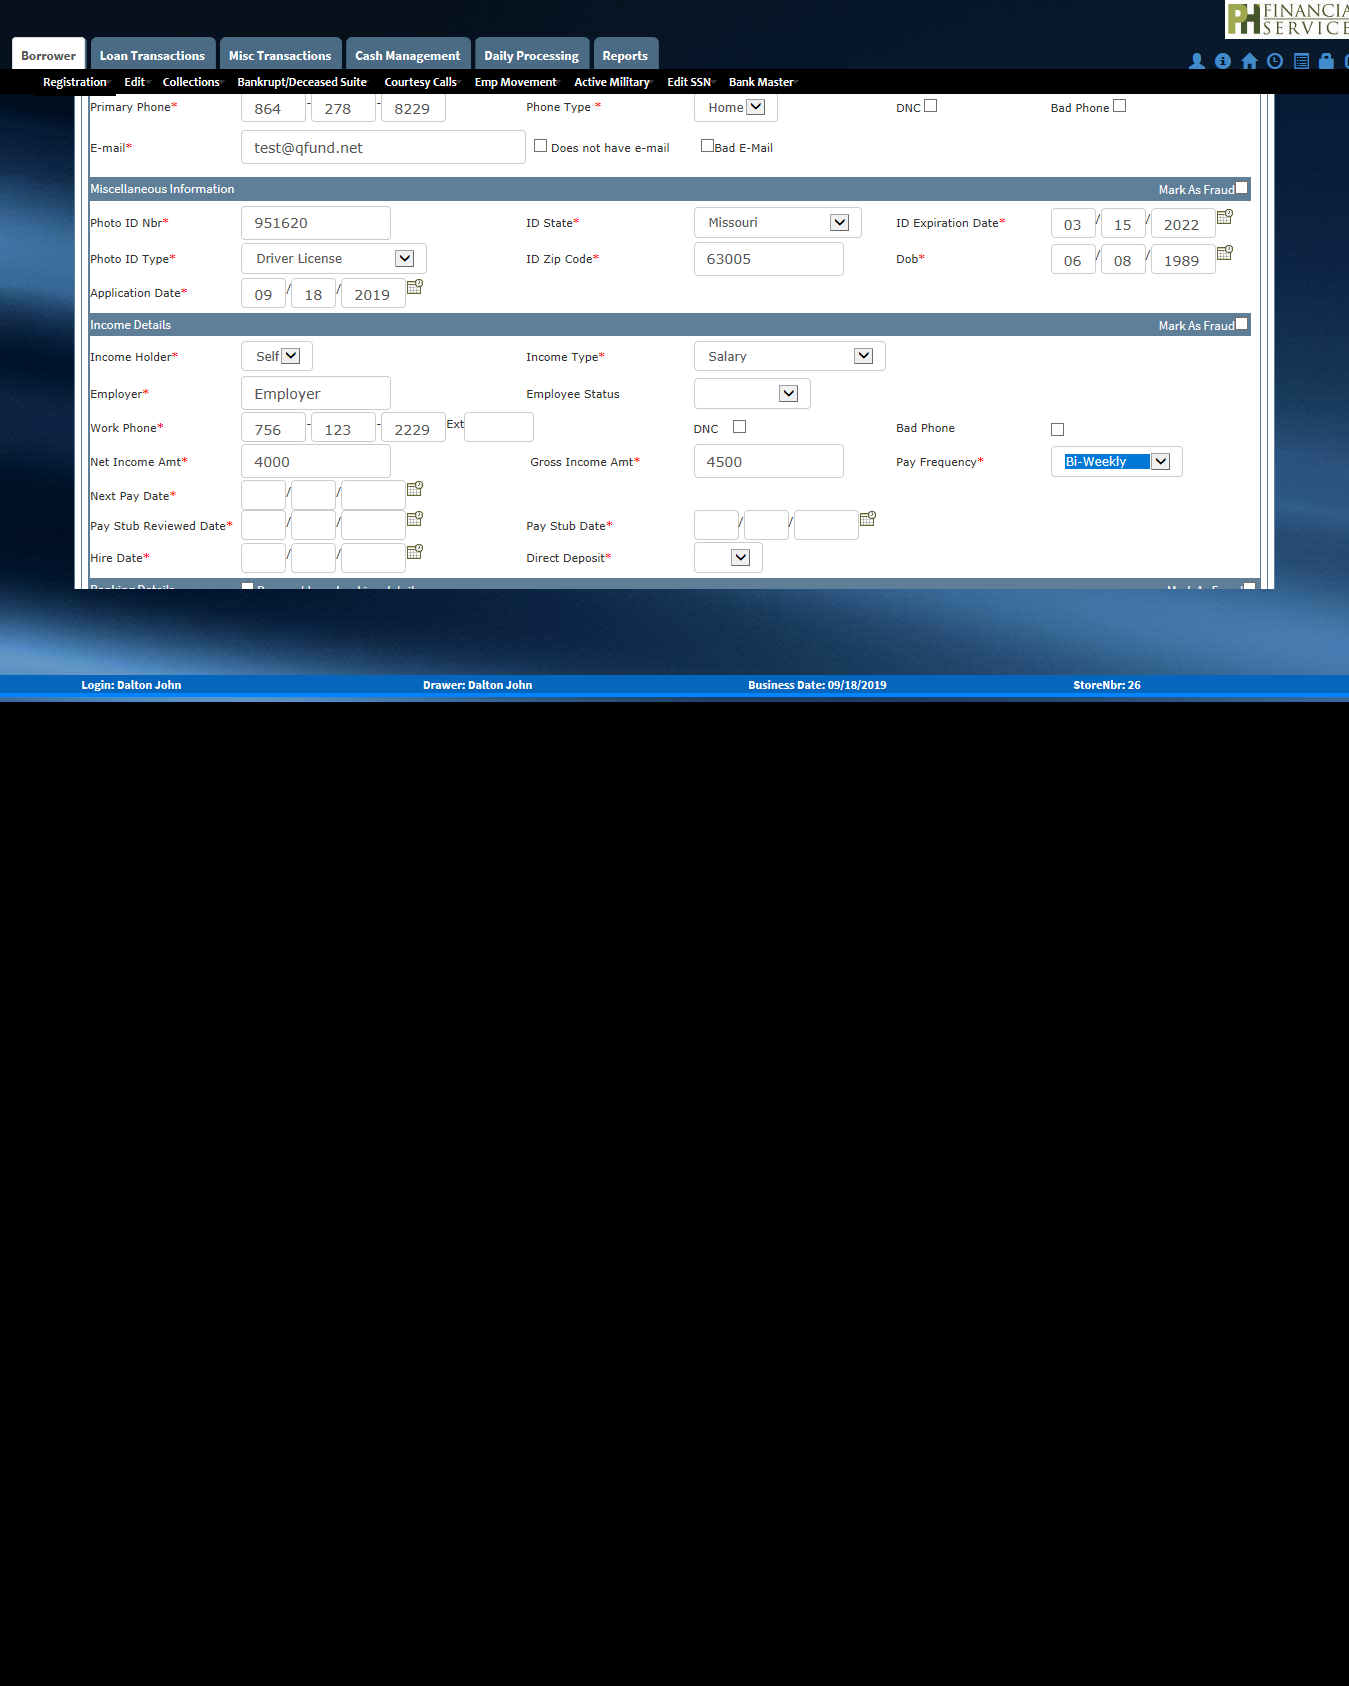 PH FINANCIA
SERVICE
Borrower Loan Transactions Misc Transactions Cash Management Daily Processing Reports
Registration Edit Collections Bankrupt/Deceased Suite Courtesy Calls Emp Movement Active Military Edit SSN Bank Master
Primary Phone* 864 - 278 - 8229 Phone Type * Home DNC Bad Phone
E-mail* test@qfund.net Does not have e-mail Bad E-Mail
Miscellaneous Information Mark As Fraud
Photo ID Nbr* 951620 ID State* Missouri ID Expiration Date* 03 / 15 / 2022
Photo ID Type* Driver License ID Zip Code* 63005 Dob* 06 / 08 / 1989
Application Date* 09 / 18 / 2019
Income Details Mark As Fraud
Income Holder* Self Income Type* Salary
Employer* Employer Employee Status
Work Phone* 756 - 123 - 2229 Ext DNC Bad Phone
Net Income Amt* 4000 Gross Income Amt* 4500 Pay Frequency* Bi-Weekly
Next Pay Date* / /
Pay Stub Reviewed Date* / / Pay Stub Date* / /
Hire Date* / / Direct Deposit*
Banking Details Mark As Fraud
Login: Dalton John Drawer: Dalton John Business Date: 09/18/2019 StoreNbr: 26